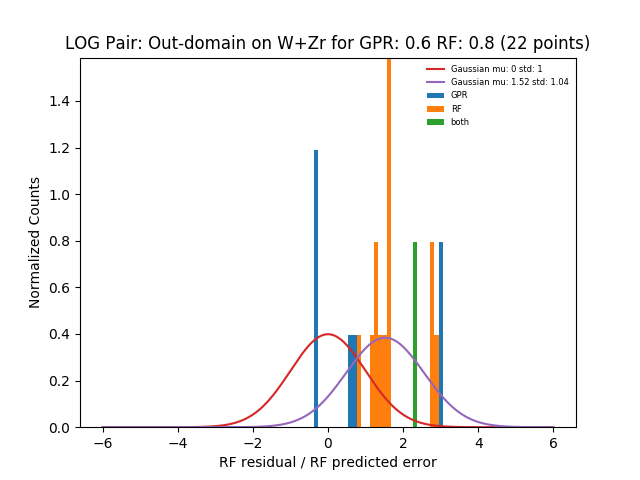 LOG Pair: Out-domain on W+Zr for GPR: 0.6 RF: 0.8 (22 points)
Gaussian mu: 0 std: 1
Gaussian mu: 1.52 std: 1.04
GPR
RF
both
Normalized Counts
1.4
1.2
1.0
0.8
0.6
0.4
0.2
0.0
−6 −4 −2 0 2 4 6
RF residual / RF predicted error